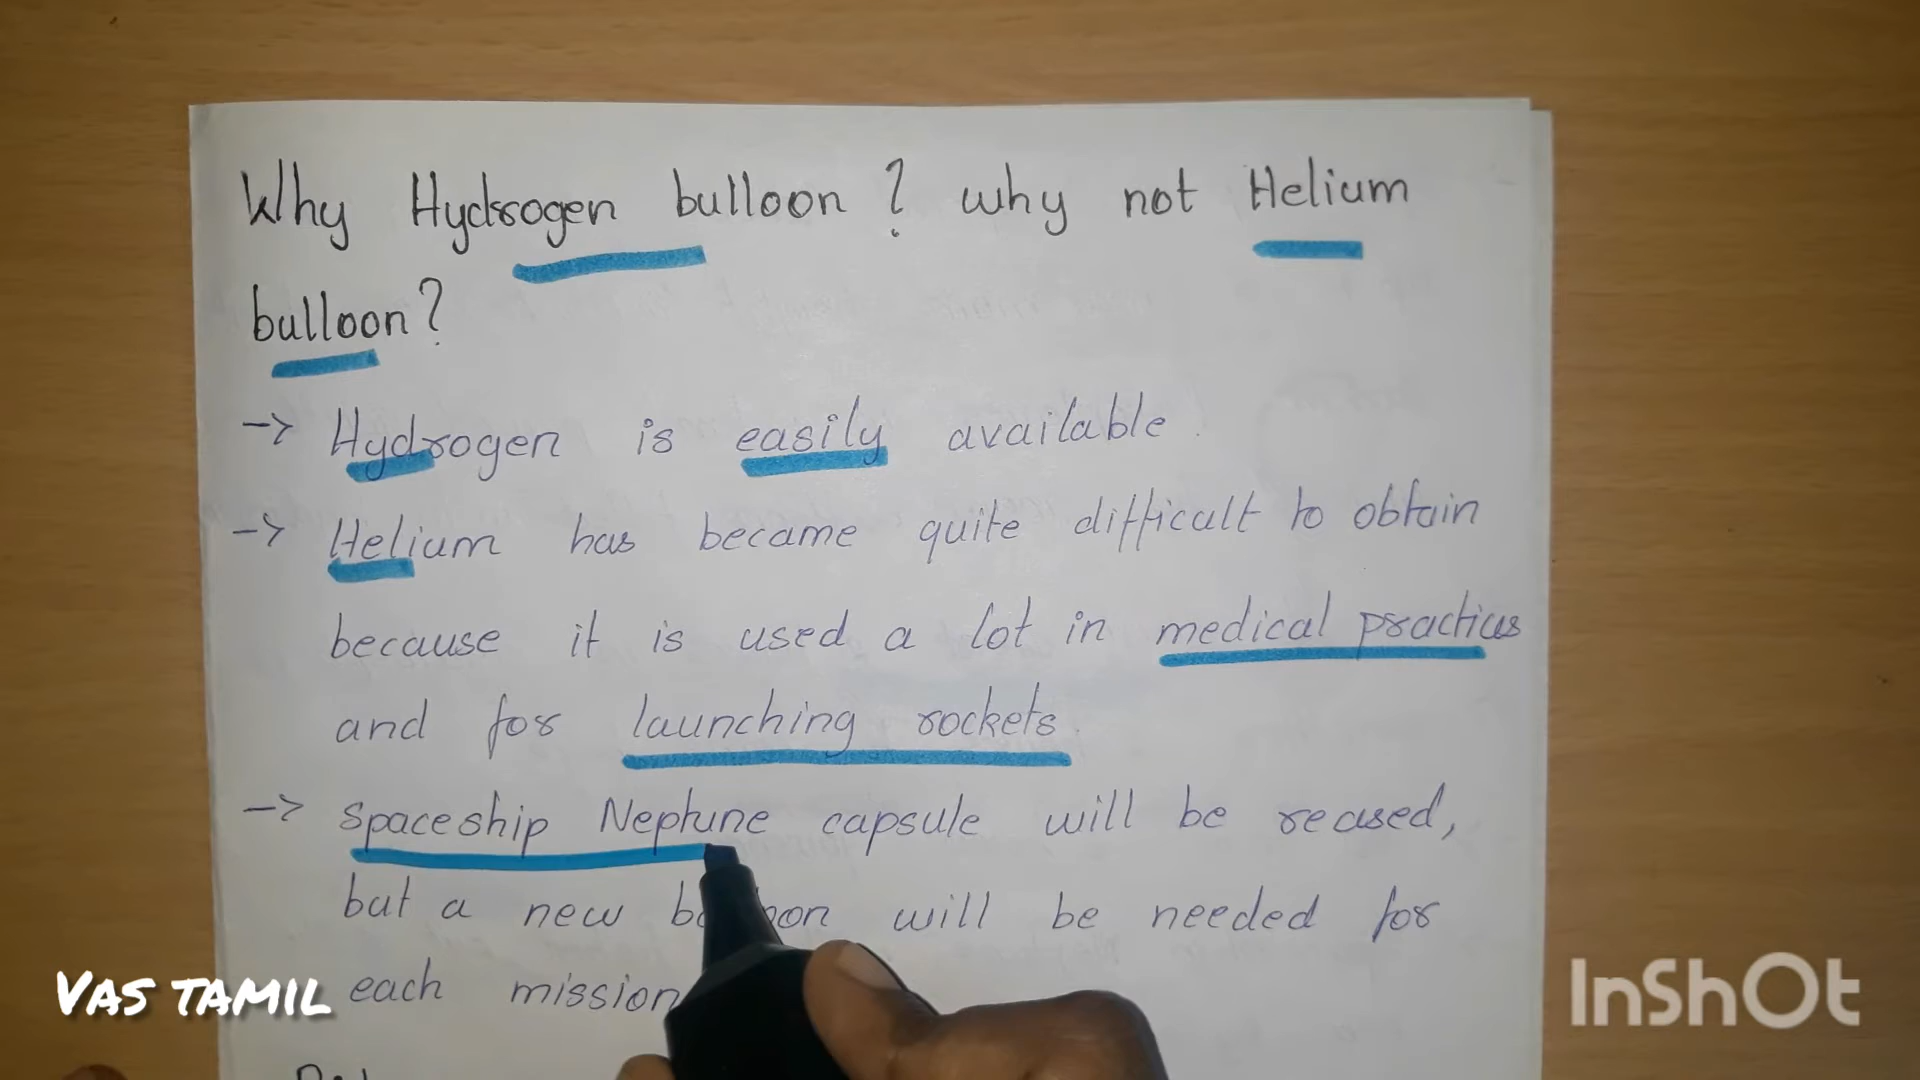 Why Hydrogen bulloon? why not Helium
bulloon?
-> Hydrogen is easily available.
-> Helium has became quite difficult to obtain
because it is used a lot in medical practices
and for launching rockets.
-> Spaceship Neptune capsule will be reused,
but a new will be needed for
each mission
VAS TAMIL
InShOt